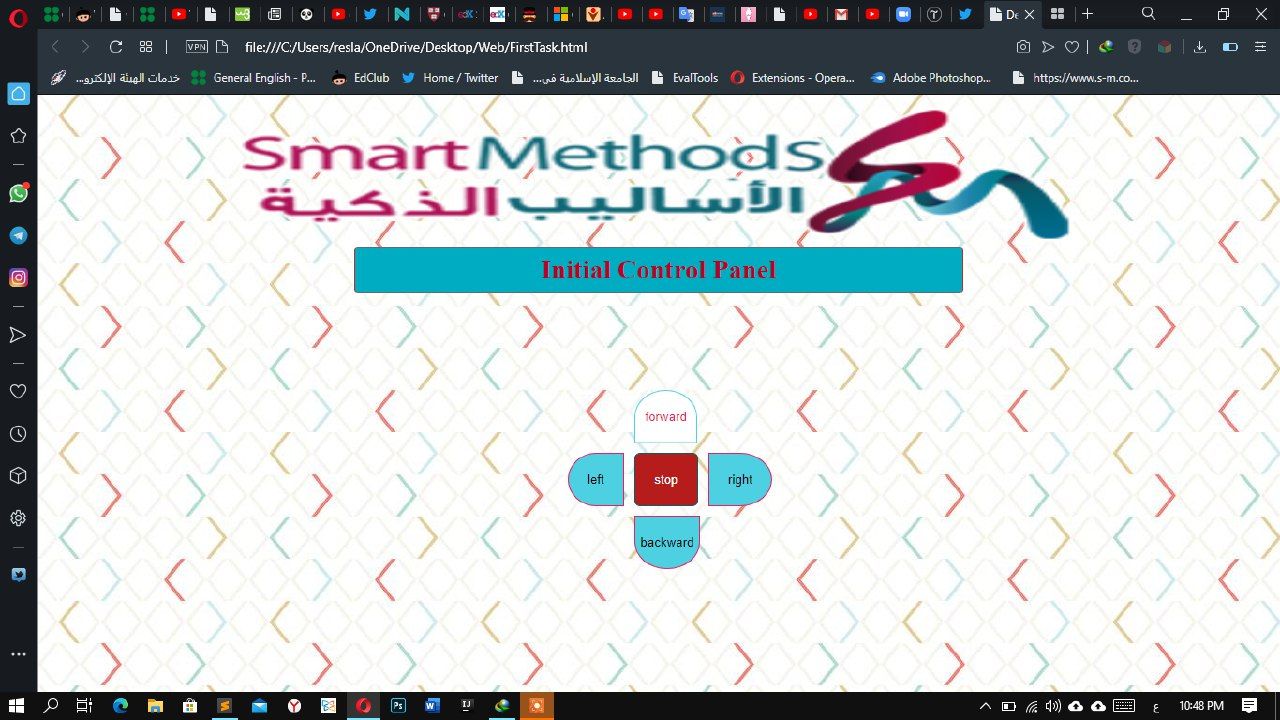 De
VPN
file:///C:/Users/resla/OneDrive/Desktop/Web/FirstTask.html
خدمات الهيئة الإلكترو...
General English - P...
EdClub
Home / Twitter
الجامعة الإسلامية في...
EvalTools
Extensions - Opera...
Adobe Photoshop...
https://www.s-m.co...
Smart Methods
الأساليب الذكية
Initial Control Panel
forward
left
stop
right
backward
ع
10:48 PM